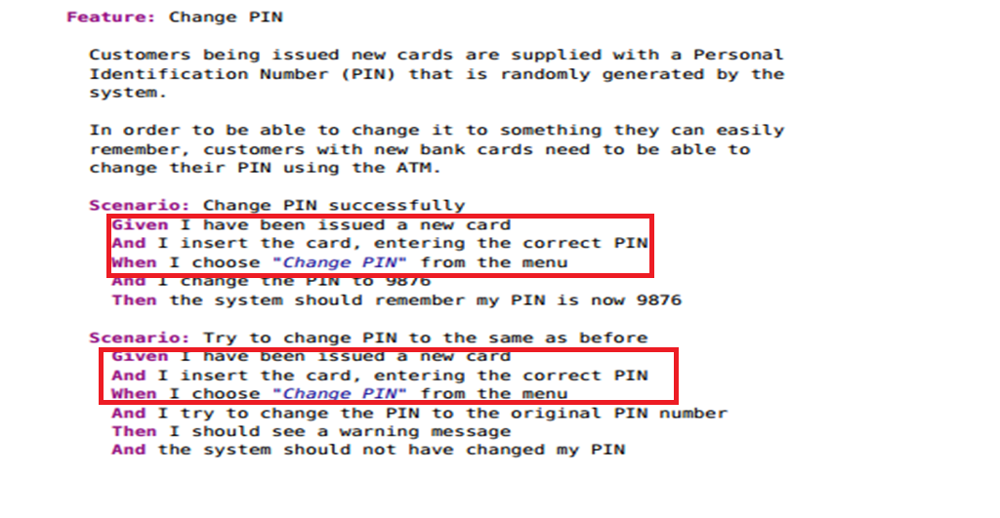 Feature: Change PIN
Customers being issued new cards are supplied with a Personal
Identification Number (PIN) that is randomly generated by the
system.
In order to be able to change it to something they can easily
remember, customers with new bank cards need to be able to
change their PIN using the ATM.
Scenario: Change PIN successfully
Given I have been issued a new card
And I insert the card, entering the correct PIN
When I choose "Change PIN" from the menu
And I change the PIN to 9876
Then the system should remember my PIN is now 9876
Scenario: Try to change PIN to the same as before
Given I have been issued a new card
And I insert the card, entering the correct PIN
When I choose "Change PIN" from the menu
And I try to change the PIN to the original PIN number
Then I should see a warning message
And the system should not have changed my PIN